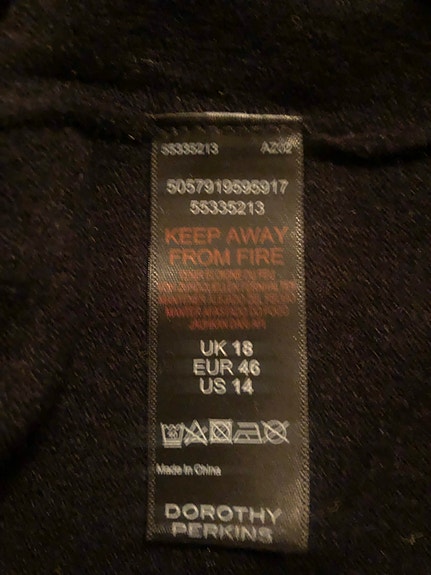 55335213 AZ02
5057919595917
55335213
KEEP AWAY
FROM FIRE
UK 18
EUR 46
US 14
Made In China
DOROTHY
PERKINS